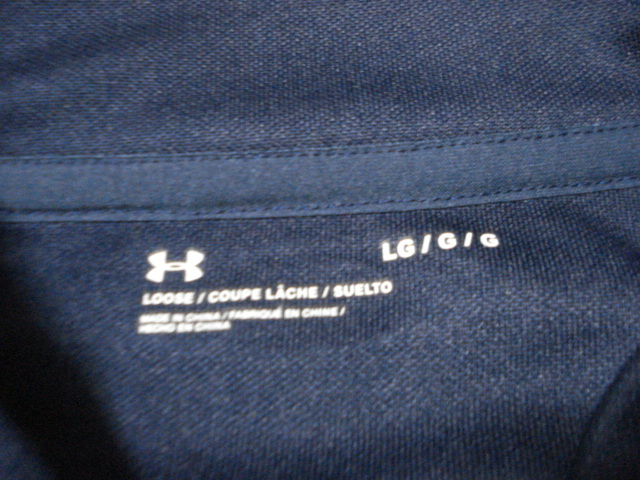 LG / G / G
LOOSE / COUPE LÂCHE / SUELTO
MADE IN CHINA / FABRIQUÉ EN CHINE /
HECHO EN CHINA